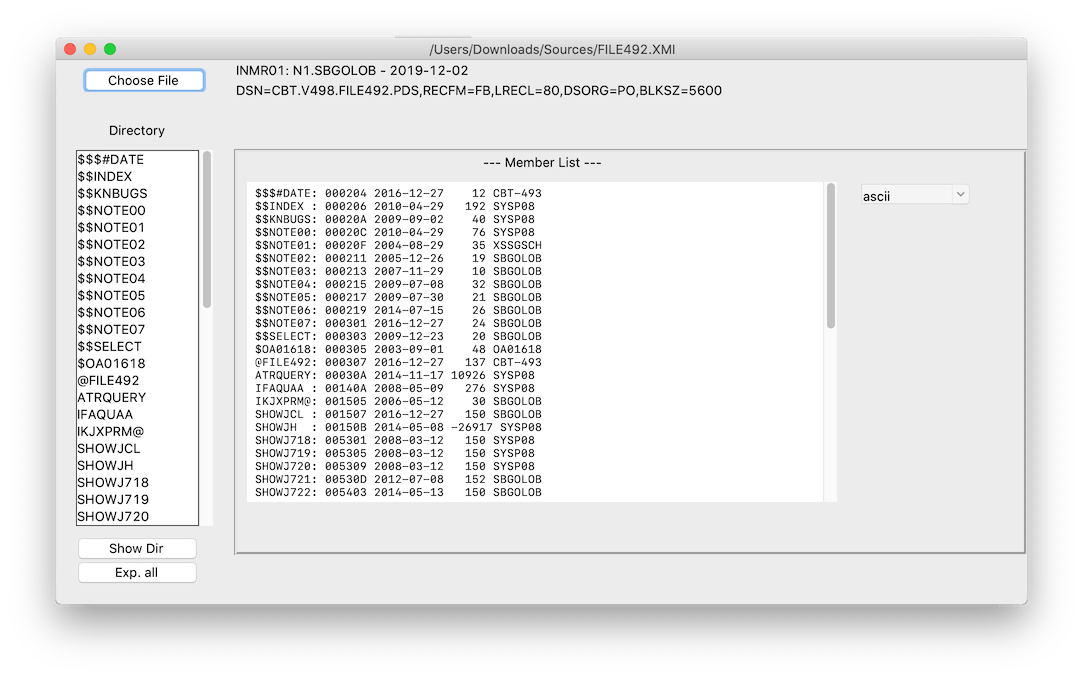 /Users/Downloads/Sources/FILE492.XMI
Choose File
INMR01: N1.SBGOLOB - 2019-12-02
DSN=CBT.V498.FILE492.PDS,RECFM=FB,LRECL=80,DSORG=PO,BLKSZ=5600
Directory
$$$#DATE
$$INDEX
$$KNBUGS
$$NOTE00
$$NOTE01
$$NOTE02
$$NOTE03
$$NOTE04
$$NOTE05
$$NOTE06
$$NOTE07
$$SELECT
$OA01618
@FILE492
ATRQUERY
IFAQUAA
IKJXPRM@
SHOWJCL
SHOWJH
SHOWJ718
SHOWJ719
SHOWJ720
Show Dir
Exp. all
--- Member List ---
$$$#DATE: 000204 2016-12-27    12 CBT-493
$$INDEX : 000206 2010-04-29   192 SYSP08
$$KNBUGS: 00020A 2009-09-02    40 SYSP08
$$NOTE00: 00020C 2010-04-29    76 SYSP08
$$NOTE01: 00020F 2004-08-29    35 XSSGSCH
$$NOTE02: 000211 2005-12-26    19 SBGOLOB
$$NOTE03: 000213 2007-11-29    10 SBGOLOB
$$NOTE04: 000215 2009-07-08    32 SBGOLOB
$$NOTE05: 000217 2009-07-30    21 SBGOLOB
$$NOTE06: 000219 2014-07-15    26 SBGOLOB
$$NOTE07: 000301 2016-12-27    24 SBGOLOB
$$SELECT: 000303 2009-12-23    20 SBGOLOB
$OA01618: 000305 2003-09-01    48 OA01618
@FILE492: 000307 2016-12-27   137 CBT-493
ATRQUERY: 00030A 2014-11-17 10926 SYSP08
IFAQUAA : 00140A 2008-05-09   276 SYSP08
IKJXPRM@: 001505 2006-05-12    30 SBGOLOB
SHOWJCL : 001507 2016-12-27   150 SBGOLOB
SHOWJH  : 00150B 2014-05-08 -26917 SYSP08
SHOWJ718: 005301 2008-03-12   150 SYSP08
SHOWJ719: 005305 2008-03-12   150 SYSP08
SHOWJ720: 005309 2008-03-12   150 SYSP08
SHOWJ721: 00530D 2012-07-08   152 SBGOLOB
SHOWJ722: 005403 2014-05-13   150 SBGOLOB
ascii